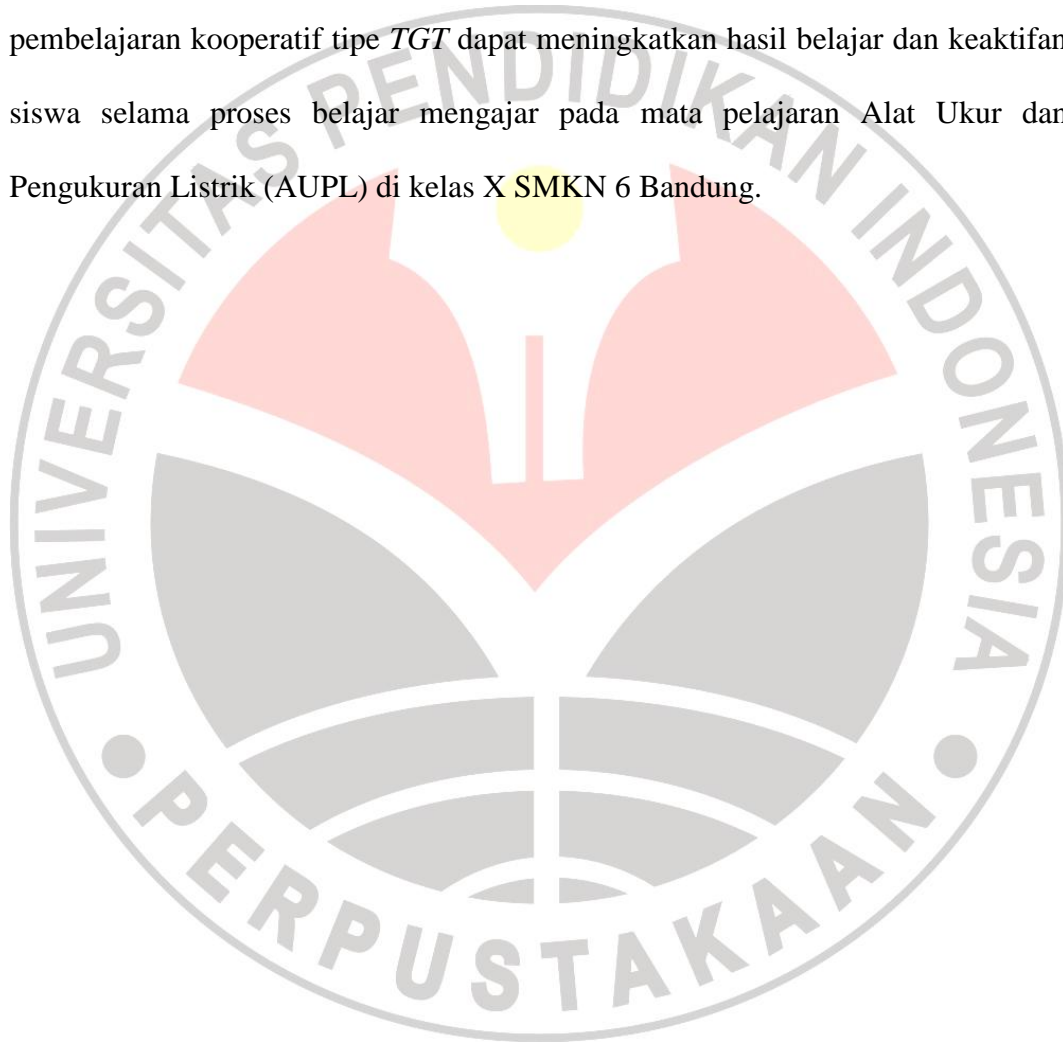 pembelajaran kooperatif tipe TGT dapat meningkatkan hasil belajar dan keaktifan
siswa selama proses belajar mengajar pada mata pelajaran Alat Ukur dan
Pengukuran Listrik (AUPL) di kelas X SMKN 6 Bandung.
UNIVERSITAS PENDIDIKAN INDONESIA
PERPUSTAKAAN